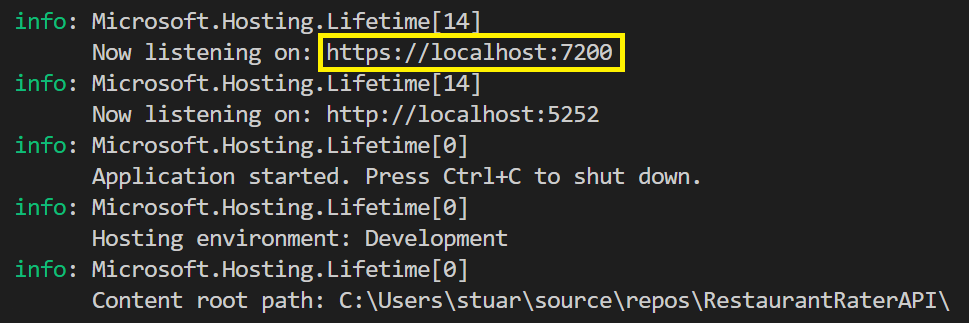 info: Microsoft.Hosting.Lifetime[14]
Now listening on: https://localhost:7200
info: Microsoft.Hosting.Lifetime[14]
Now listening on: http://localhost:5252
info: Microsoft.Hosting.Lifetime[0]
Application started. Press Ctrl+C to shut down.
info: Microsoft.Hosting.Lifetime[0]
Hosting environment: Development
info: Microsoft.Hosting.Lifetime[0]
Content root path: C:\Users\stuar\source\repos\RestaurantRaterAPI\